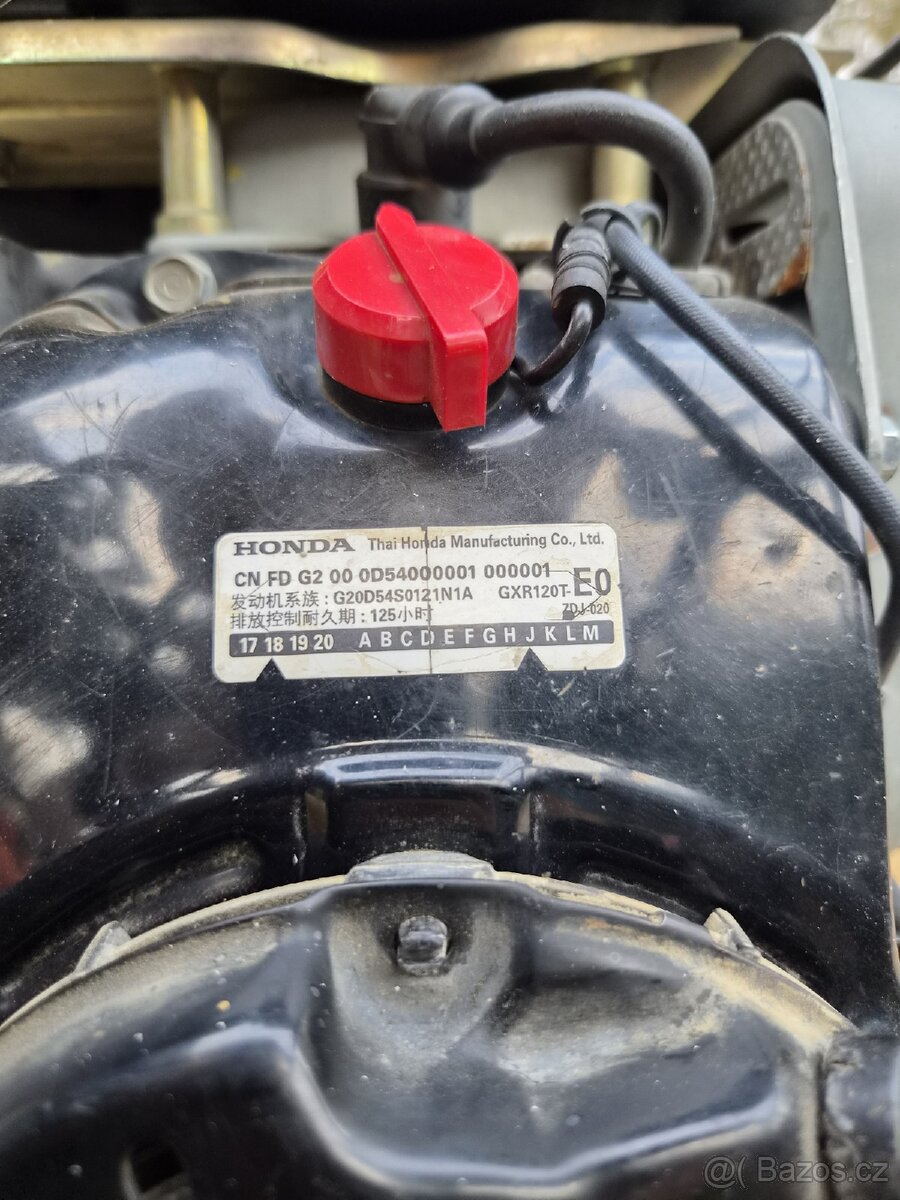 HONDA Thai Honda Manufacturing Co., Ltd.
CN FD G2 00 0D54000001 000001
发动机系族：G20D54S0121N1A GXR120T-E0
排放控制耐久期：125小时 ZDJ-020
17 18 19 20 A B C D E F G H J K L M
@( Bazos.cz